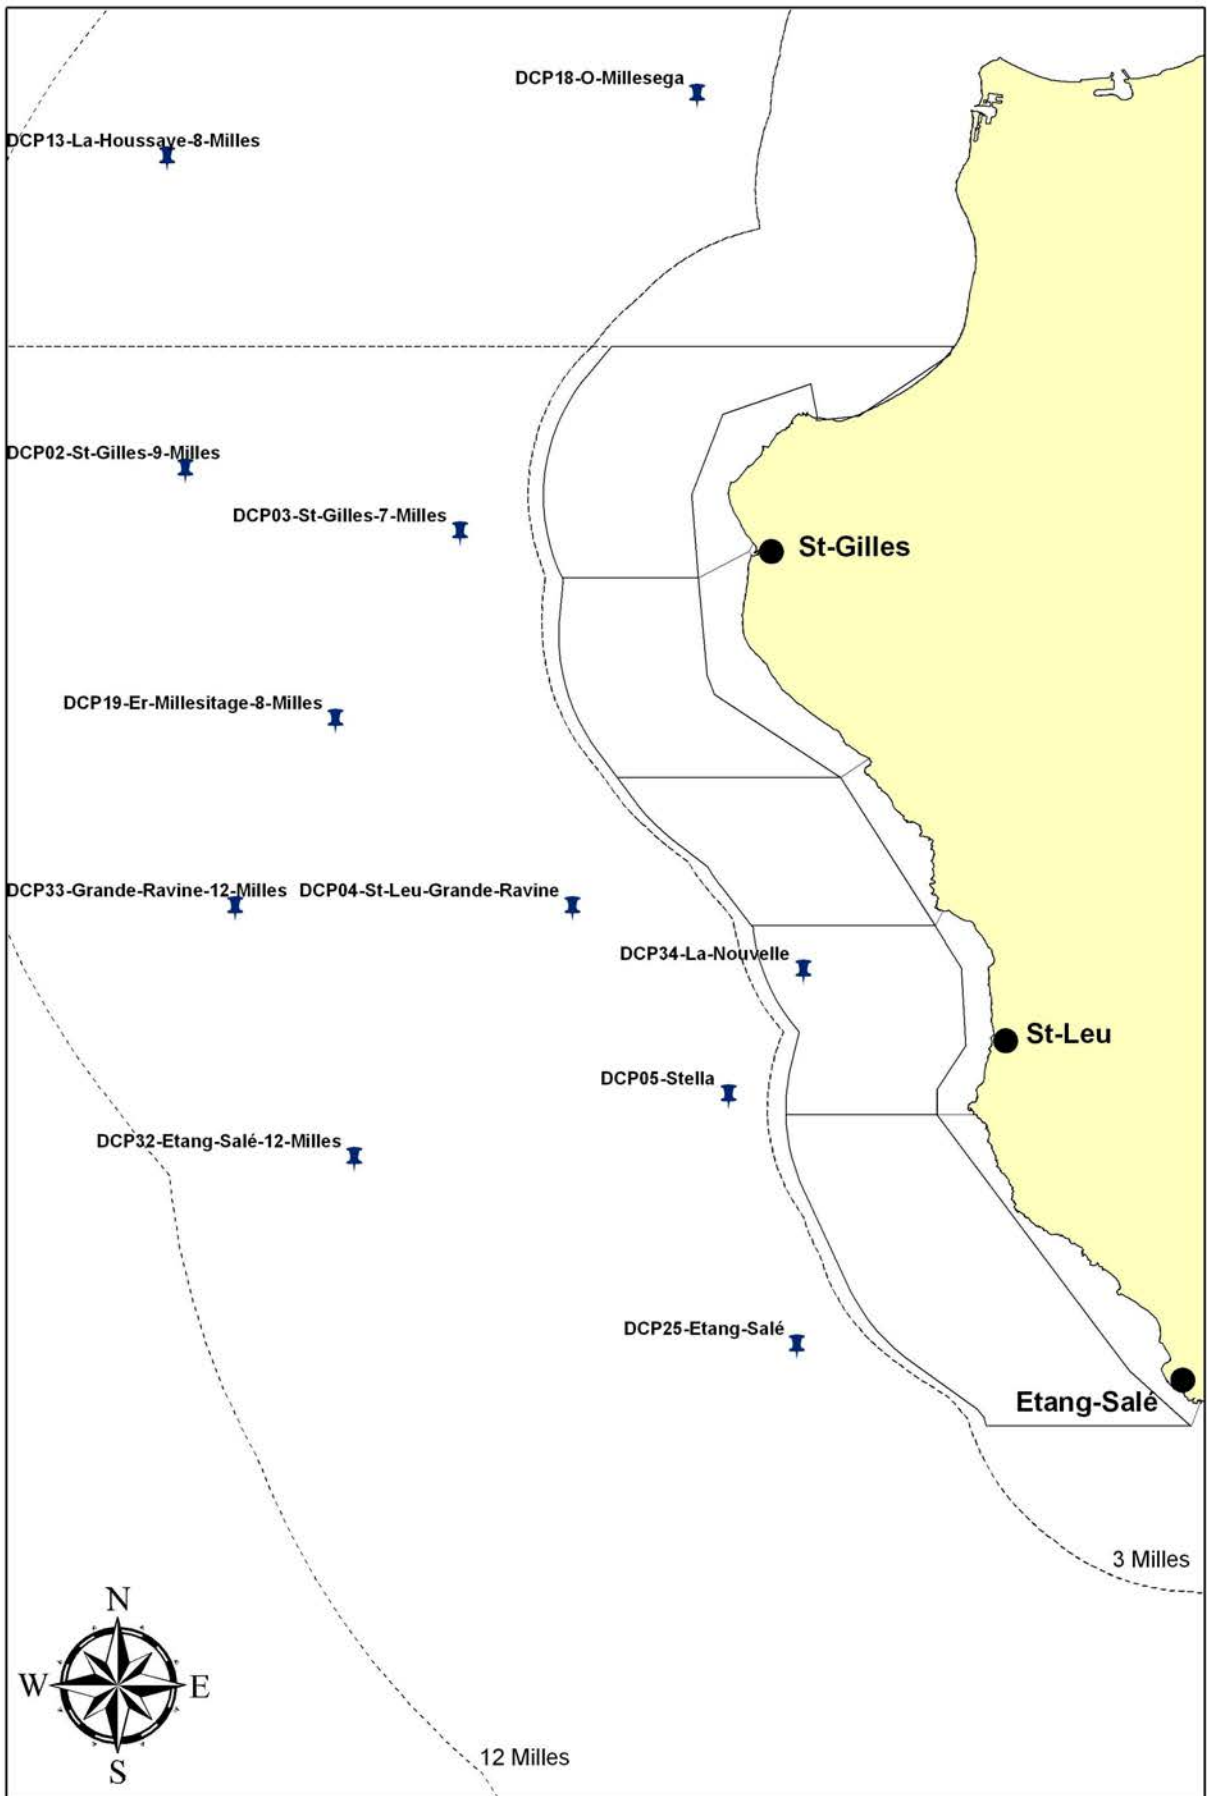 DCP18-O-Millesega
DCP13-La-Houssaye-8-Milles
DCP02-St-Gilles-9-Milles
DCP03-St-Gilles-7-Milles
St-Gilles
DCP19-Er-Millesitage-8-Milles
DCP33-Grande-Ravine-12-Milles
DCP04-St-Leu-Grande-Ravine
DCP34-La-Nouvelle
St-Leu
DCP05-Stella
DCP32-Etang-Salé-12-Milles
DCP25-Etang-Salé
Etang-Salé
3 Milles
N
W
E
S
12 Milles